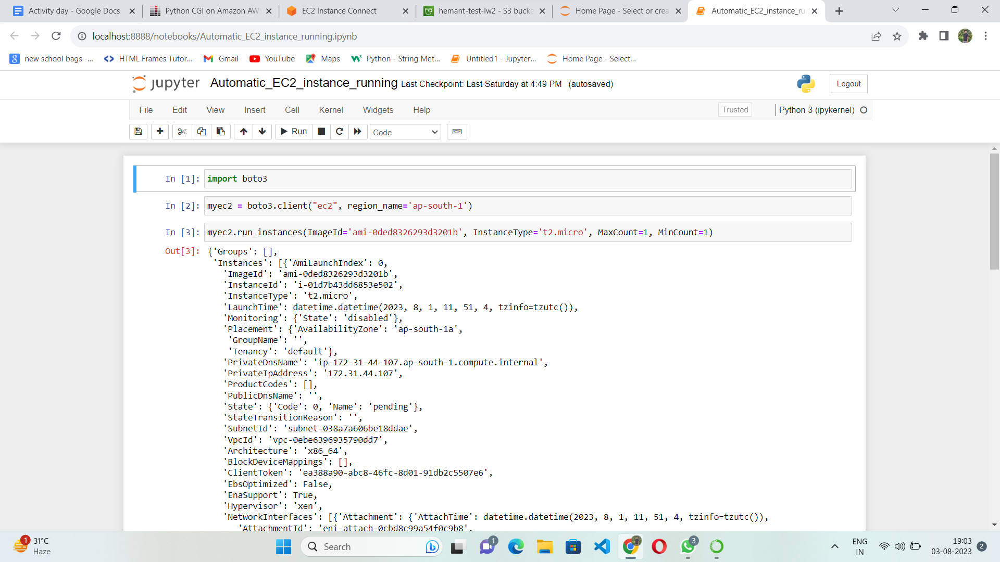 Activity day - Google Docs
Python CGI on Amazon AW
EC2 Instance Connect
hemant-test-lw2 - S3 bucke
Home Page - Select or crea
Automatic_EC2_instance_ru
localhost:8888/notebooks/Automatic_EC2_instance_running.ipynb
new school bags -...
HTML Frames Tutor...
Gmail
YouTube
Maps
Python - String Met...
Untitled1 - Jupyter...
Home Page - Select...
jupyter Automatic_EC2_instance_running Last Checkpoint: Last Saturday at 4:49 PM (autosaved)
Logout
File Edit View Insert Cell Kernel Widgets Help
Trusted
Python 3 (ipykernel)
Run
Code
In [1]: import boto3
In [2]: myec2 = boto3.client("ec2", region_name='ap-south-1')
In [3]: myec2.run_instances(ImageId='ami-0ded8326293d3201b', InstanceType='t2.micro', MaxCount=1, MinCount=1)
Out[3]: {'Groups': [],
'Instances': [{'AmiLaunchIndex': 0,
'ImageId': 'ami-0ded8326293d3201b',
'InstanceId': 'i-01d7b43dd6853e502',
'InstanceType': 't2.micro',
'LaunchTime': datetime.datetime(2023, 8, 1, 11, 51, 4, tzinfo=tzutc()),
'Monitoring': {'State': 'disabled'},
'Placement': {'AvailabilityZone': 'ap-south-1a',
'GroupName': '',
'Tenancy': 'default'},
'PrivateDnsName': 'ip-172-31-44-107.ap-south-1.compute.internal',
'PrivateIpAddress': '172.31.44.107',
'ProductCodes': [],
'PublicDnsName': '',
'State': {'Code': 0, 'Name': 'pending'},
'StateTransitionReason': '',
'SubnetId': 'subnet-038a7a606be18ddae',
'VpcId': 'vpc-0ebe6396935790dd7',
'Architecture': 'x86_64',
'BlockDeviceMappings': [],
'ClientToken': 'ea388a90-abc8-46fc-8d01-91db2c5507e6',
'EbsOptimized': False,
'EnaSupport': True,
'Hypervisor': 'xen',
'NetworkInterfaces': [{'Attachment': {'AttachTime': datetime.datetime(2023, 8, 1, 11, 51, 4, tzinfo=tzutc()),
'AttachmentId': 'eni-attach-0cbd8c99a54f0c9b8',
1
31°C
Haze
Search
1
3
ENG
IN
19:03
03-08-2023
2